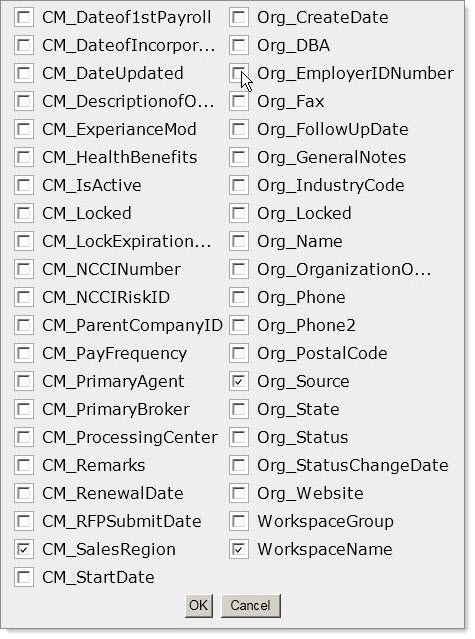 CM_Dateof1stPayroll
CM_DateofIncorpor...
CM_DateUpdated
CM_DescriptionofO...
CM_ExperianceMod
CM_HealthBenefits
CM_IsActive
CM_Locked
CM_LockExpiration...
CM_NCCINumber
CM_NCCIRiskID
CM_ParentCompanyID
CM_PayFrequency
CM_PrimaryAgent
CM_PrimaryBroker
CM_ProcessingCenter
CM_Remarks
CM_RenewalDate
CM_RFPSubmitDate
CM_SalesRegion
CM_StartDate
Org_CreateDate
Org_DBA
Org_EmployerIDNumber
Org_Fax
Org_FollowUpDate
Org_GeneralNotes
Org_IndustryCode
Org_Locked
Org_Name
Org_OrganizationO...
Org_Phone
Org_Phone2
Org_PostalCode
Org_Source
Org_State
Org_Status
Org_StatusChangeDate
Org_Website
WorkspaceGroup
WorkspaceName
OK Cancel